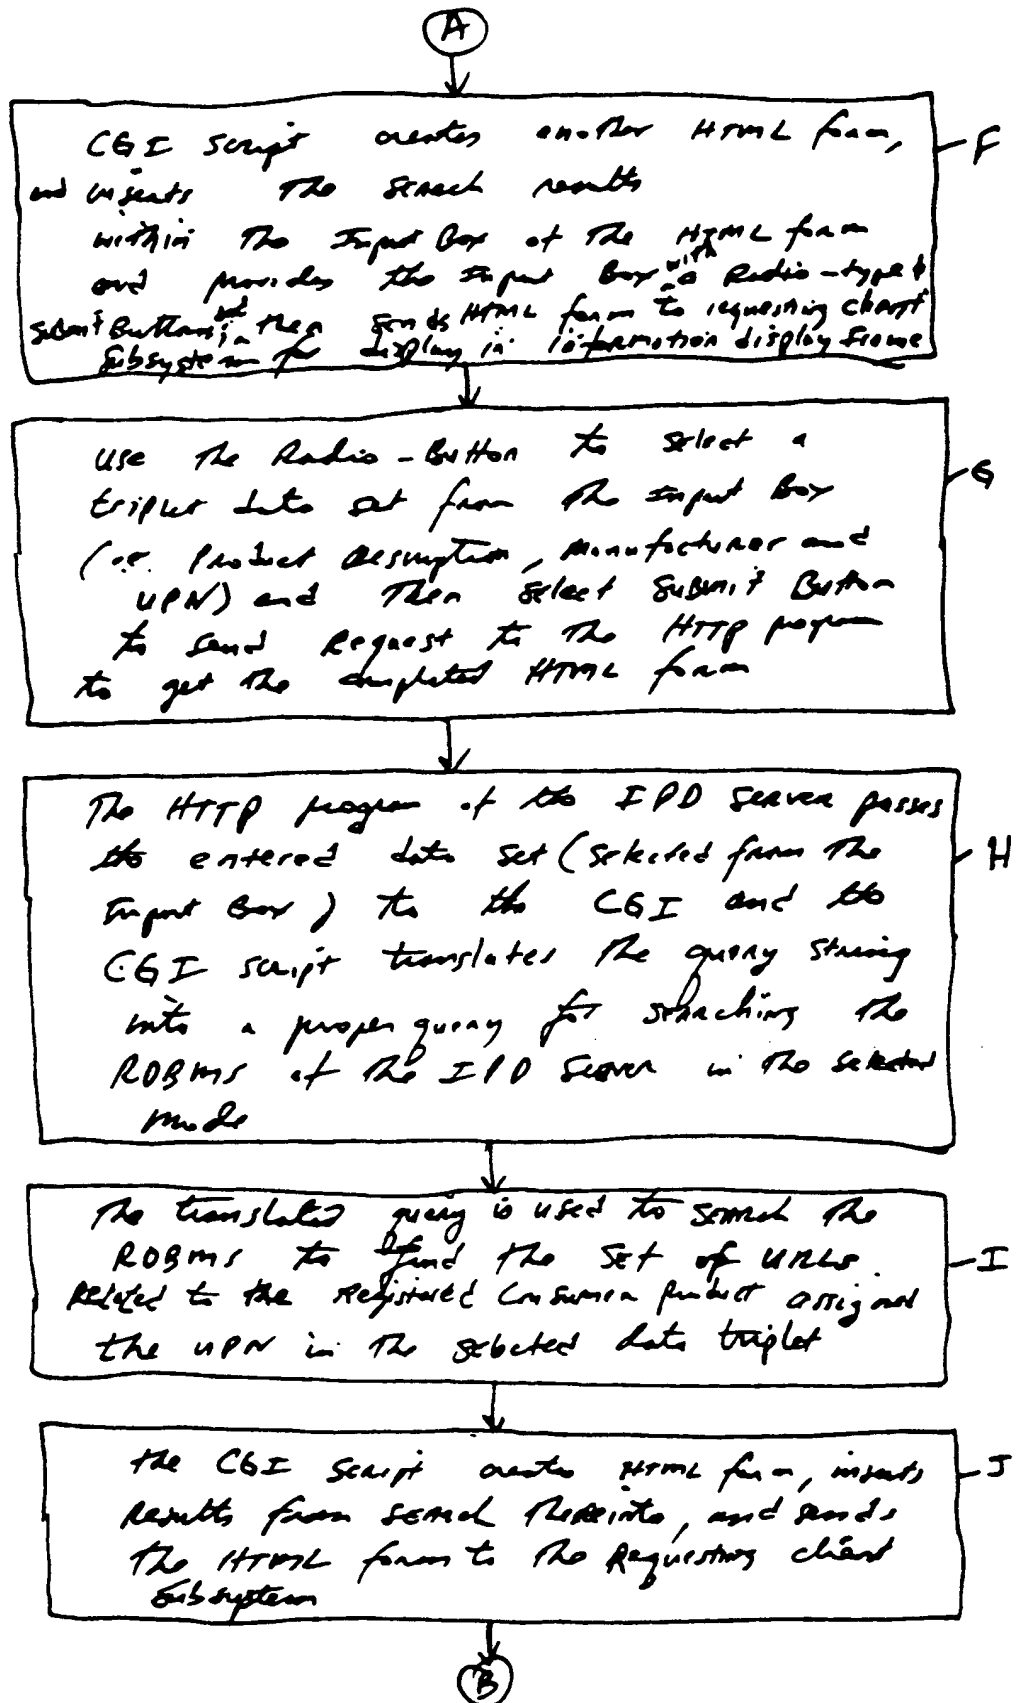 A
CGI Script creates another HTML form, F
and inserts the search results
within the Input Box of the HTML form
and provides the Input Box with a Radio-type &
Submit Buttons, and then sends HTML form to requesting client
Subsystem for display in information display frame
use the Radio-Button to select a
triplet data set from the Input Box G
(i.e. Product Description, Manufacturer and
UPN) and then select Submit Button
to send Request to the HTTP program
to get the completed HTML form
The HTTP program of the IPD Server passes
the entered data set (selected from the H
Input Box) to the CGI and the
CGI script translates the query string
into a proper query for searching the
RDBMS of the IPD Server in the selected
mode
The translated query is used to search the
RDBMS to find the set of URLs I
Related to the registered Consumer product assigned
the UPN in the selected data triplet
the CGI Script creates HTML form, inserts J
Results from search thereinto, and sends
the HTML form to the Requesting client
Subsystem
B